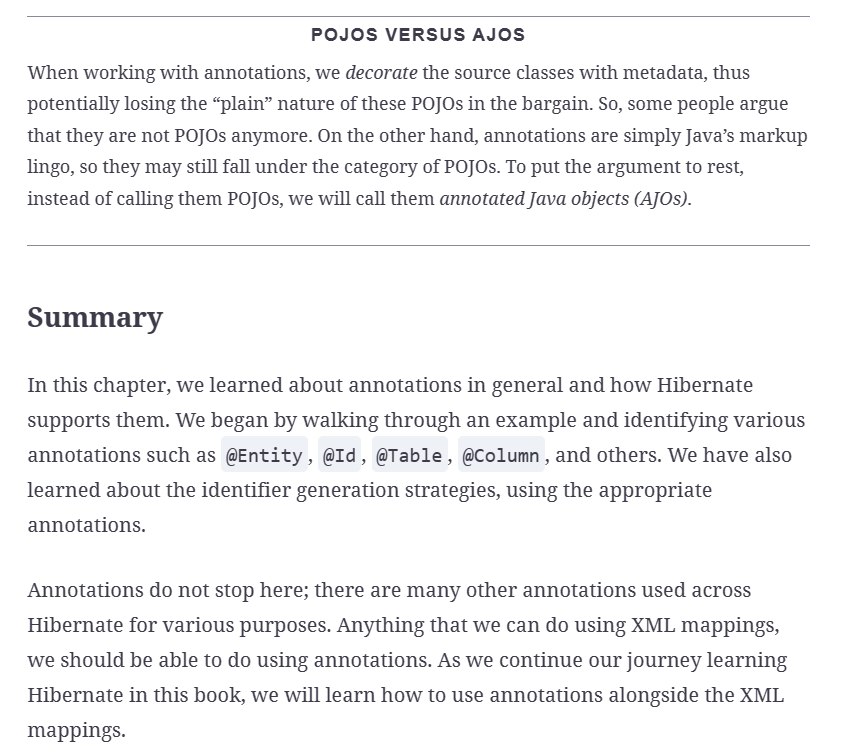 POJOS VERSUS AJOS
When working with annotations, we decorate the source classes with metadata, thus
potentially losing the “plain” nature of these POJOs in the bargain. So, some people argue
that they are not POJOs anymore. On the other hand, annotations are simply Java’s markup
lingo, so they may still fall under the category of POJOs. To put the argument to rest,
instead of calling them POJOs, we will call them annotated Java objects (AJOs).
Summary
In this chapter, we learned about annotations in general and how Hibernate
supports them. We began by walking through an example and identifying various
annotations such as @Entity, @Id, @Table, @Column, and others. We have also
learned about the identifier generation strategies, using the appropriate
annotations.
Annotations do not stop here; there are many other annotations used across
Hibernate for various purposes. Anything that we can do using XML mappings,
we should be able to do using annotations. As we continue our journey learning
Hibernate in this book, we will learn how to use annotations alongside the XML
mappings.